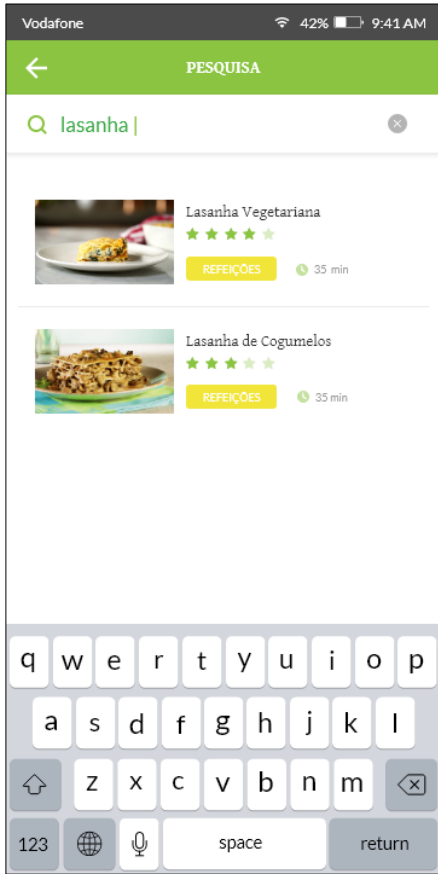 Vodafone 42% 9:41 AM
PESQUISA
lasanha
Lasanha Vegetariana
REFEIÇÕES 35 min
Lasanha de Cogumelos
REFEIÇÕES 35 min
q w e r t y u i o p
a s d f g h j k l
z x c v b n m
123 space return